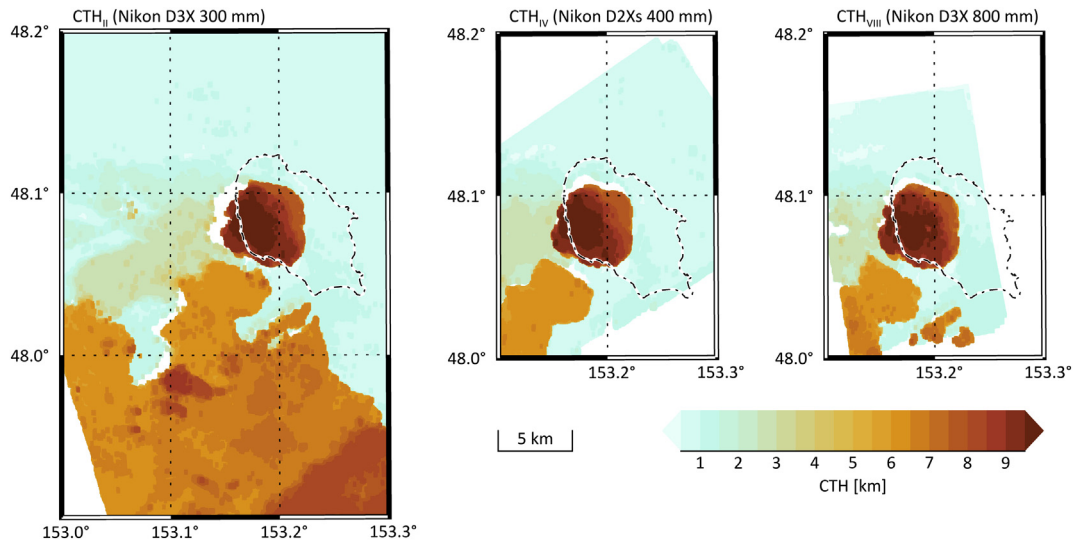 CTH_II (Nikon D3X 300 mm)
48.2°
48.1°
48.0°
153.0°
153.1°
153.2°
153.3°
CTH_IV (Nikon D2Xs 400 mm)
48.2°
48.1°
48.0°
153.2°
153.3°
CTH_VIII (Nikon D3X 800 mm)
48.2°
48.1°
48.0°
153.2°
153.3°
5 km
1 2 3 4 5 6 7 8 9
CTH [km]